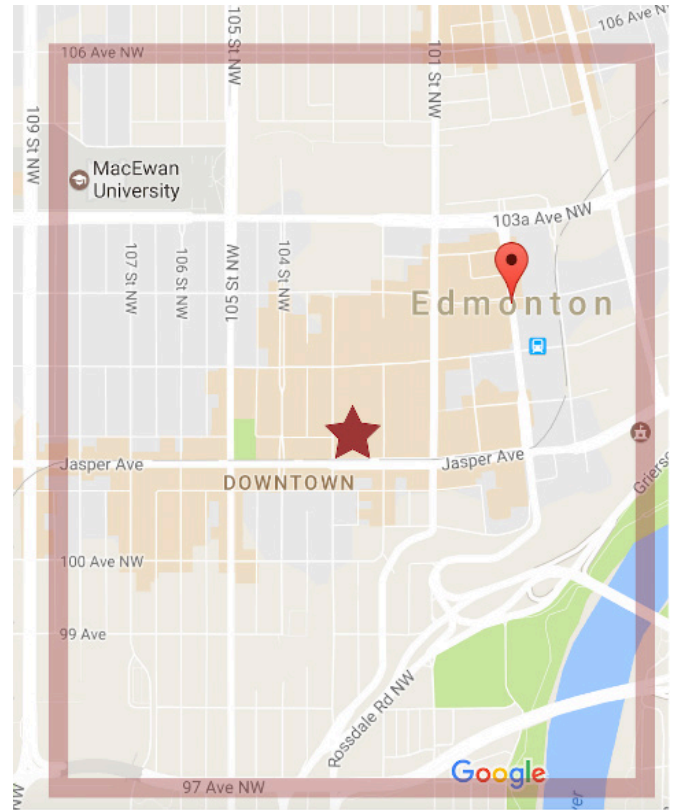 106 Ave N
106 Ave NW
105 St NW
101 St NW
109 St NW
MacEwan
University
103a Ave NW
107 St NW
106 St NW
105 St NW
104 St NW
Edmonton
Jasper Ave
Jasper Ave
DOWNTOWN
Griers
100 Ave NW
99 Ave
Rossdale Rd NW
Google
97 Ave NW